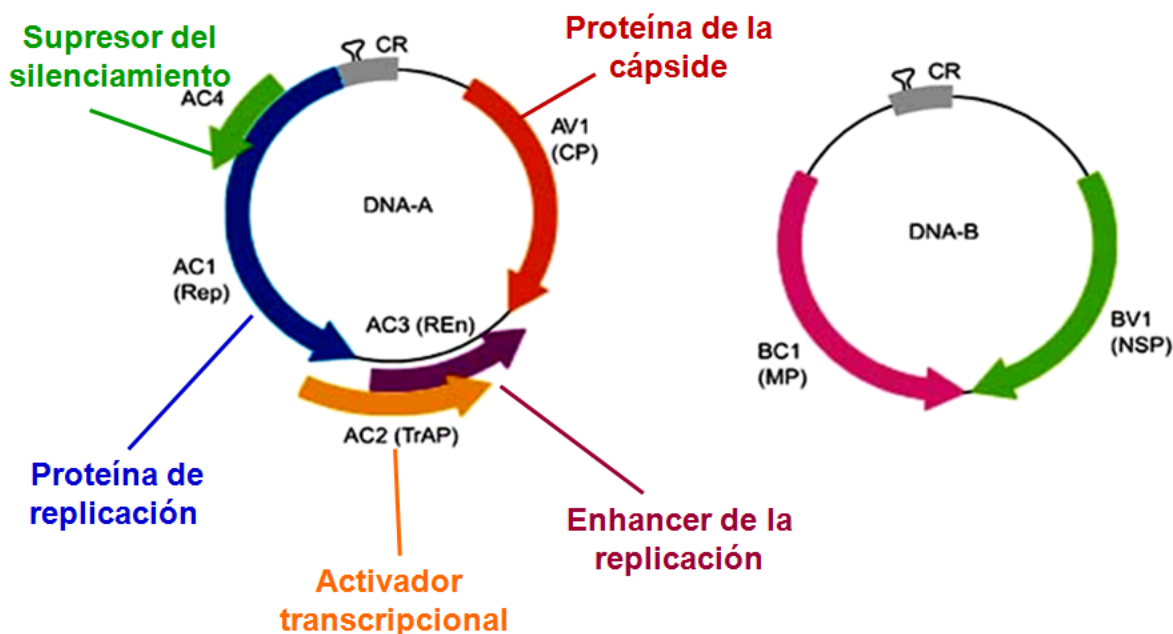 Supresor del
silenciamiento
AC4
CR
Proteína de la
cápside
AV1
(CP)
DNA-A
AC1
(Rep)
AC3 (REn)
AC2 (TrAP)
Proteína de
replicación
Activador
transcripcional
Enhancer de la
replicación
CR
DNA-B
BC1
(MP)
BV1
(NSP)